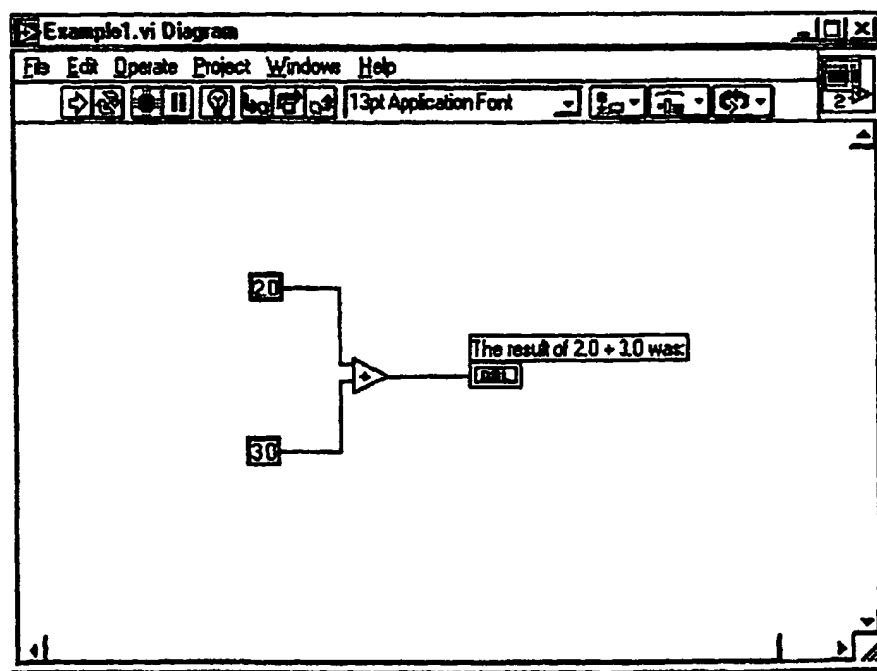 Example1.vi Diagram
File Edit Operate Project Windows Help
13pt Application Font
2
2.0
The result of 2.0 + 3.0 was:
+
3.0